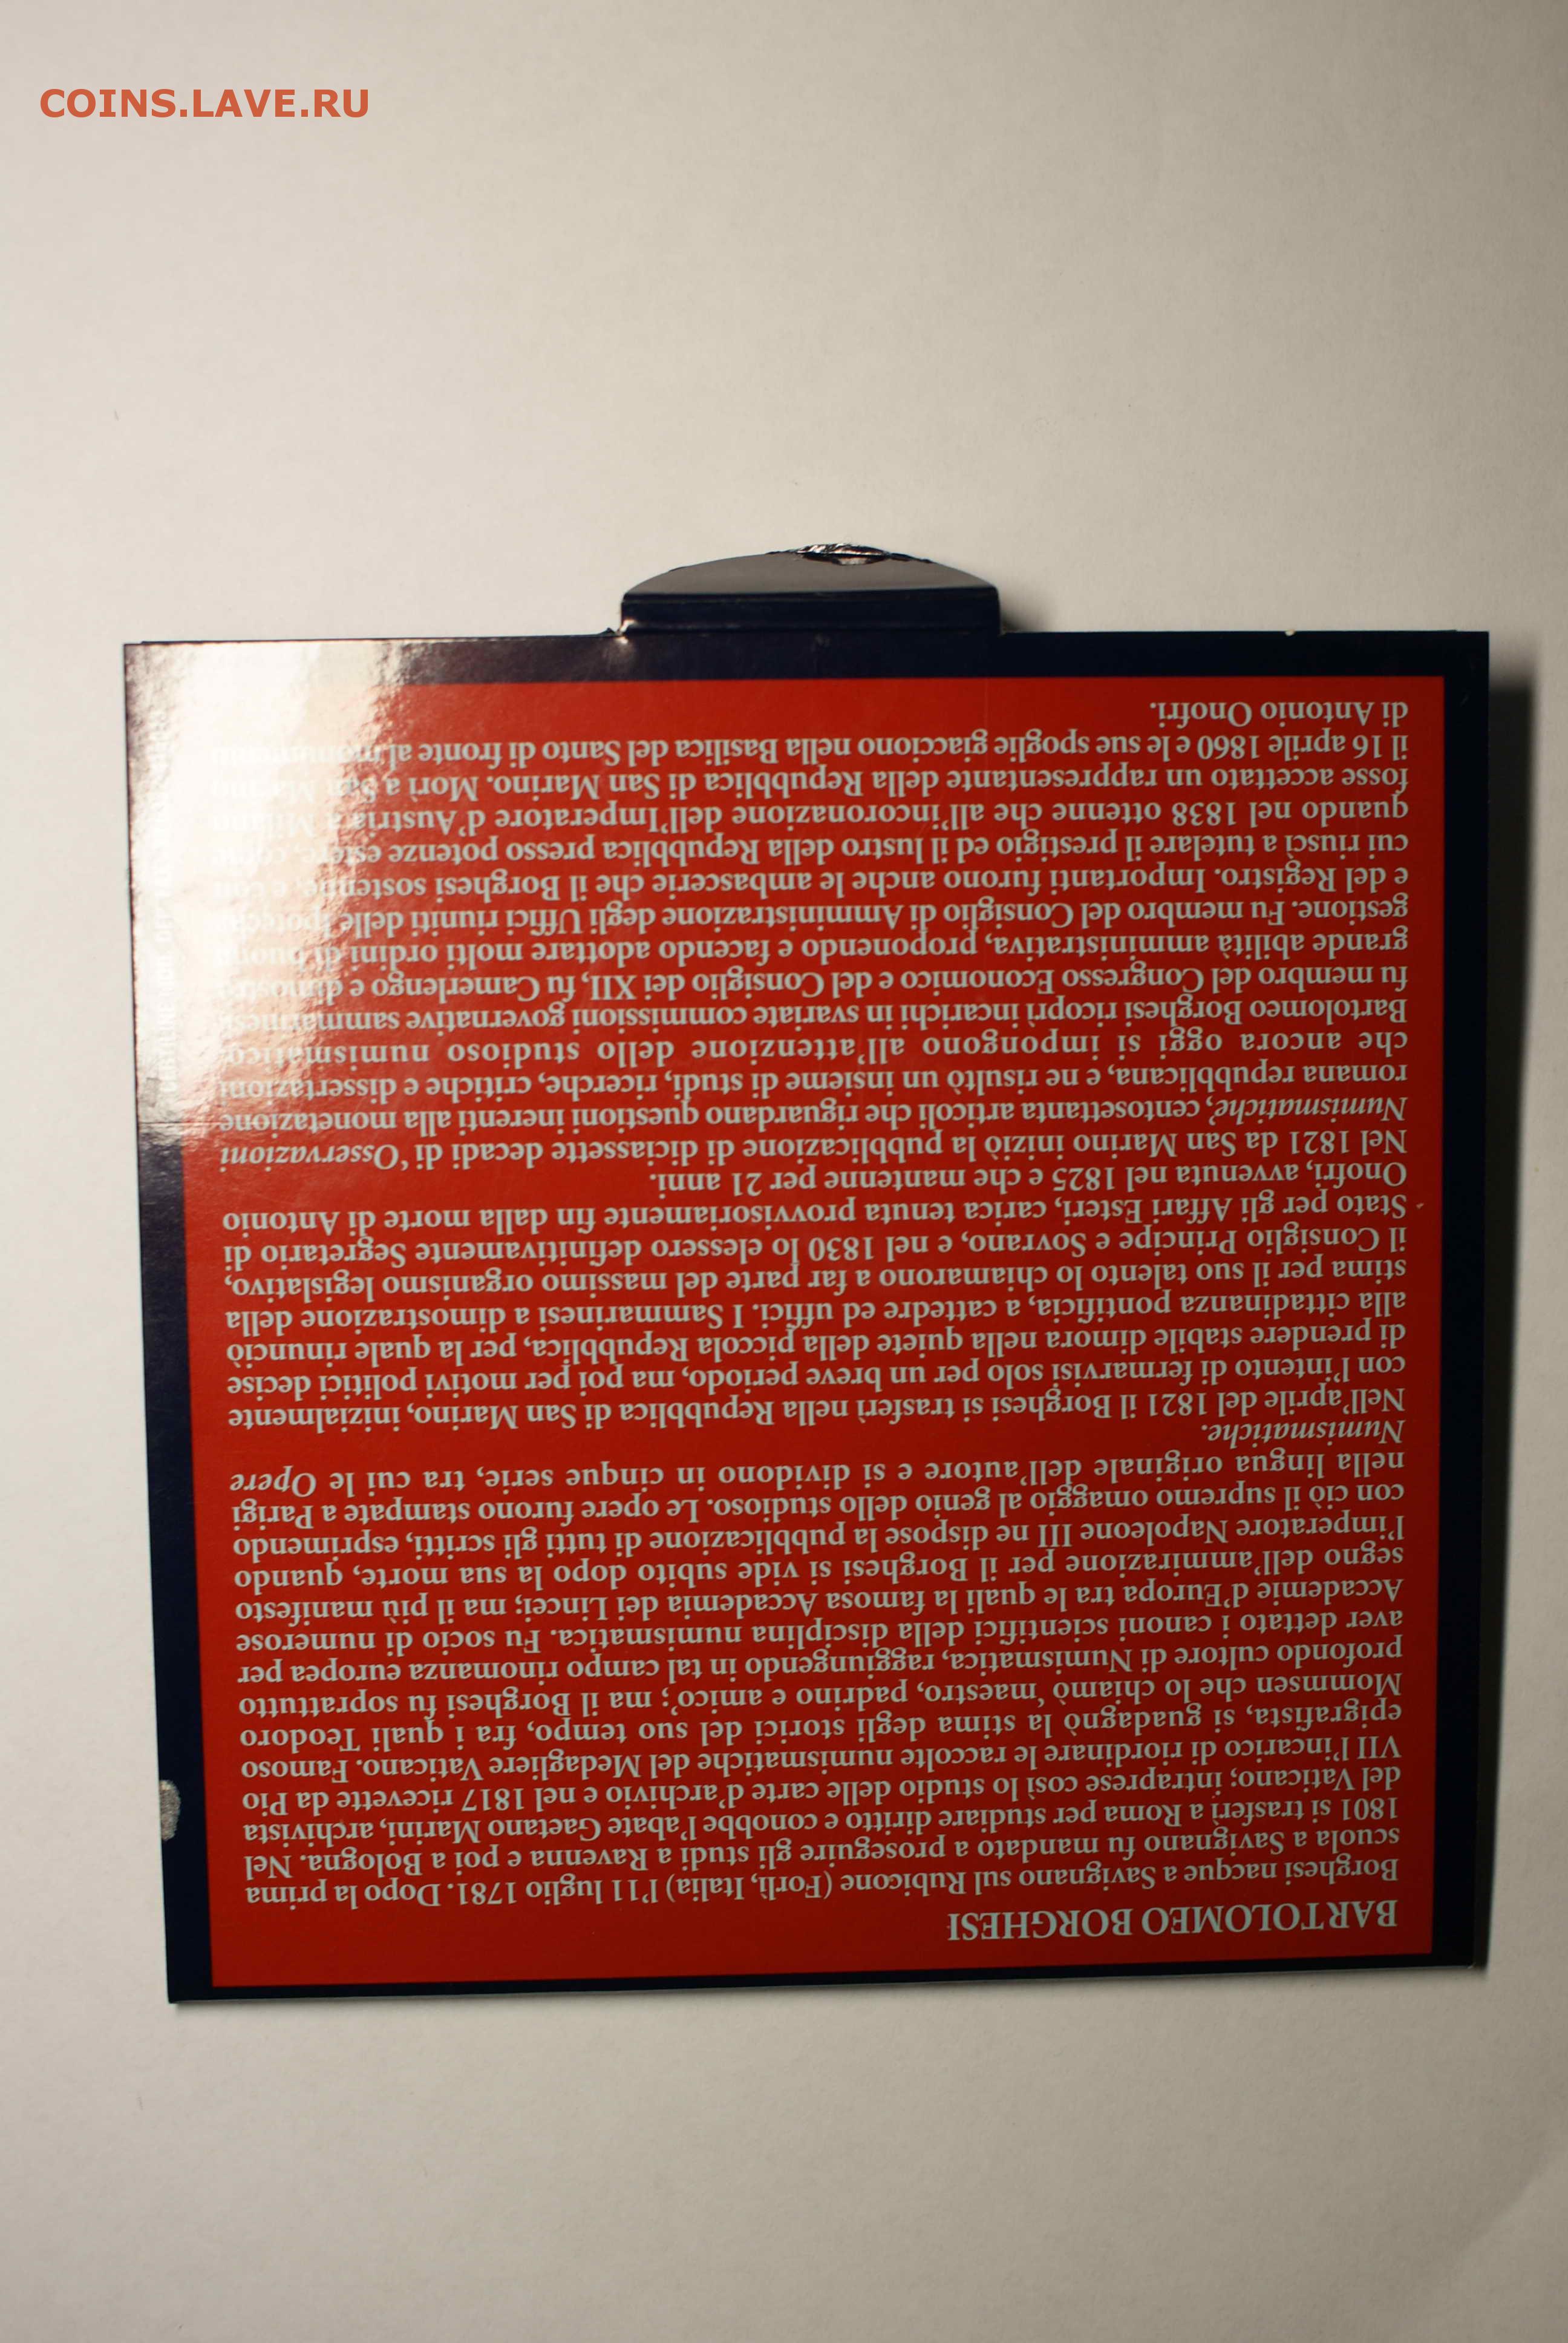 COINS.LAVE.RU
BARTOLOMEO BORGHESI
Borghesi nacque a Savignano sul Rubicone (Forlì, Italia) l'11 luglio 1781. Dopo la prima
scuola a Savignano fu mandato a proseguire gli studi a Ravenna e poi a Bologna. Nel
1801 si trasferì a Roma per studiare diritto e conobbe l'abate Gaetano Marini, archivista
del Vaticano; intraprese così lo studio delle carte d'archivio e nel 1817 ricevette da Pio
VII l'incarico di riordinare le raccolte numismatiche del Medagliere Vaticano. Famoso
epigrafista, si guadagnò la stima degli storici del suo tempo, fra i quali Teodoro
Mommsen che lo chiamò 'maestro, padrino e amico'; ma il Borghesi fu soprattutto
profondo cultore di Numismatica, raggiungendo in tal campo rinomanza europea per
aver dettato i canoni scientifici della disciplina numismatica. Fu socio di numerose
Accademie d'Europa tra le quali la famosa Accademia dei Lincei; ma il più manifesto
segno dell'ammirazione per il Borghesi si vide subito dopo la sua morte, quando
l'imperatore Napoleone III ne dispose la pubblicazione di tutti gli scritti, esprimendo
con ciò il supremo omaggio al genio dello studioso. Le opere furono stampate a Parigi
nella lingua originale dell'autore e si dividono in cinque serie, tra cui le Opere
Numismatiche.
Nell'aprile del 1821 il Borghesi si trasferì nella Repubblica di San Marino, inizialmente
con l'intento di fermarvisi solo per un breve periodo, ma poi per motivi politici decise
di prendere stabile dimora nella quiete della piccola Repubblica, per la quale rinunciò
alla cittadinanza pontificia, a cattedre ed uffici. I Sammarinesi a dimostrazione della
stima per il suo talento lo chiamarono a far parte del massimo organismo legislativo,
il Consiglio Principe e Sovrano, e nel 1830 lo elessero definitivamente Segretario di
Stato per gli Affari Esteri, carica tenuta provvisoriamente fin dalla morte di Antonio
Onofri, avvenuta nel 1825 e che mantenne per 21 anni.
Nel 1821 da San Marino iniziò la pubblicazione di diciassette decadi di 'Osservazioni
Numismatiche', centosettanta articoli che riguardano questioni inerenti alla monetazione
romana repubblicana, e ne risultò un insieme di studi, ricerche, critiche e dissertazioni
che ancora oggi si impongono all'attenzione dello studioso numismatico.
Bartolomeo Borghesi ricoprì incarichi in svariate commissioni governative sammarinesi
fu membro del Congresso Economico e del Consiglio dei XII, fu Camerlengo e dimostrò
grande abilità amministrativa, proponendo e facendo adottare molti ordini di buona
gestione. Fu membro del Consiglio di Amministrazione degli Uffici riuniti delle Ipoteche
e del Registro. Importanti furono anche le ambascerie che il Borghesi sostenne, e con
cui riuscì a tutelare il prestigio ed il lustro della Repubblica presso potenze estere, come
quando nel 1838 ottenne che all'incoronazione dell'Imperatore d'Austria a Milano
fosse accettato un rappresentante della Repubblica di San Marino. Morì a San Marino
il 16 aprile 1860 e le sue spoglie giacciono nella Basilica del Santo di fronte al monumento
di Antonio Onofri.